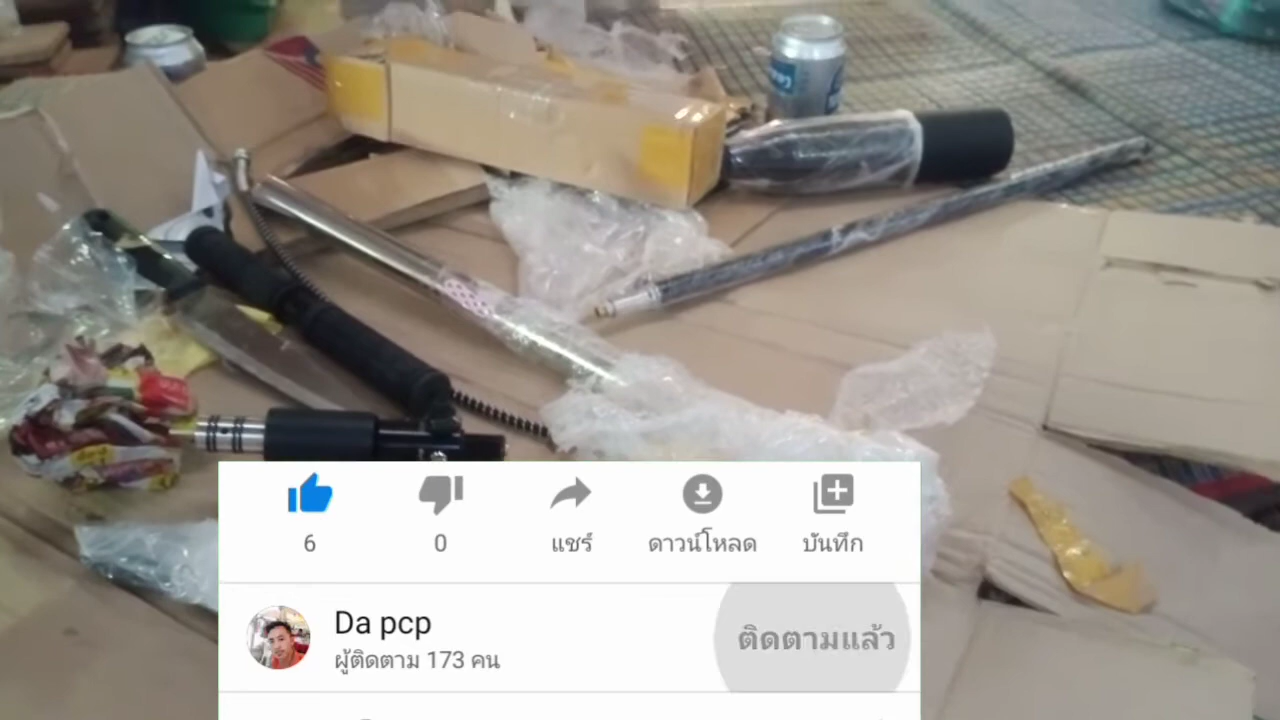 6
0
แชร์
ดาวน์โหลด
บันทึก
Da pcp
ผู้ติดตาม 173 คน
ติดตามแล้ว